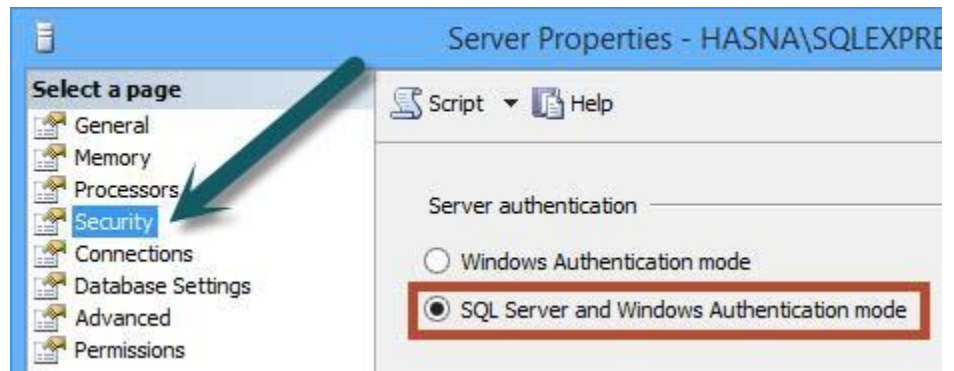 Server Properties - HASNA\SQLEXPRE
Select a page
General
Memory
Processors
Security
Connections
Database Settings
Advanced
Permissions
Script Help
Server authentication
Windows Authentication mode
SQL Server and Windows Authentication mode